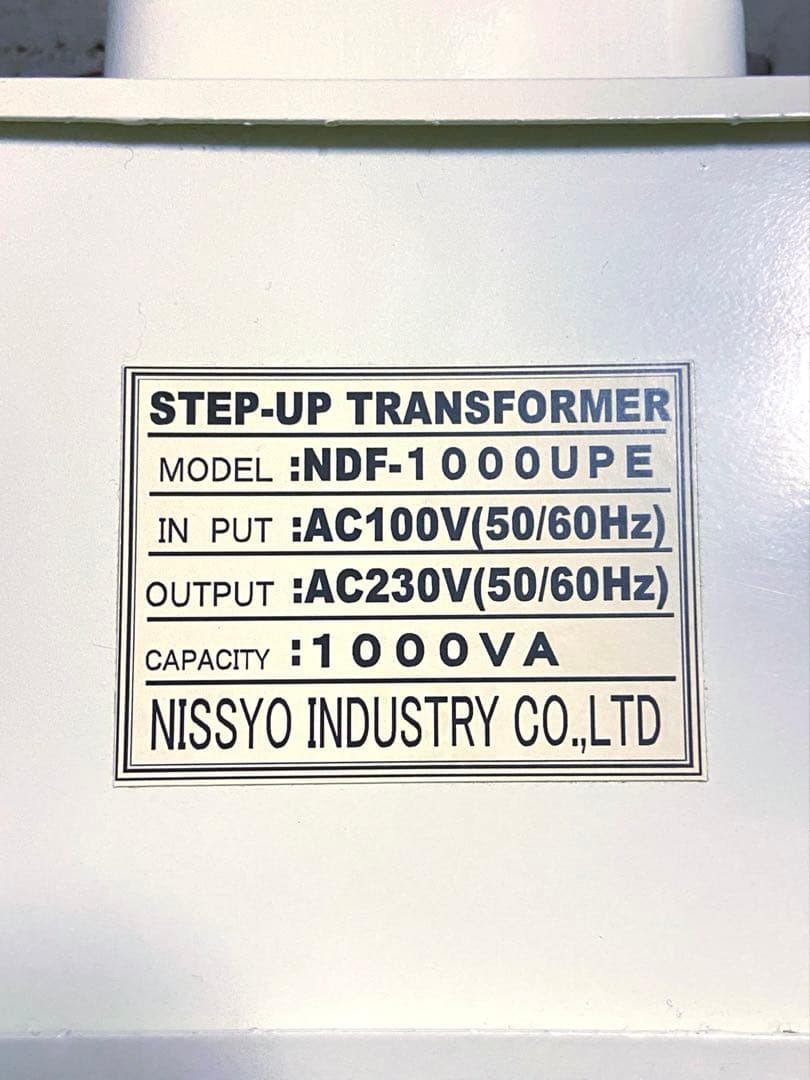 STEP-UP TRANSFORMER
MODEL :NDF-1000UPE
IN PUT :AC100V(50/60Hz)
OUTPUT :AC230V(50/60Hz)
CAPACITY :1000VA
NISSYO INDUSTRY CO.,LTD